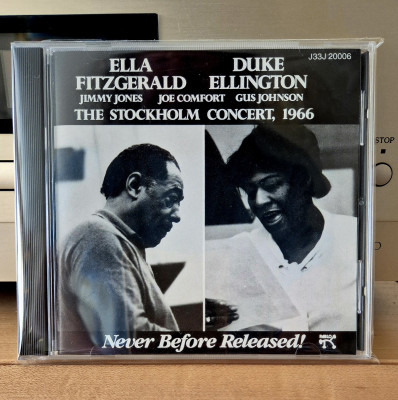 J33J 20006
ELLA DUKE
FITZGERALD ELLINGTON
JIMMY JONES JOE COMFORT GUS JOHNSON
THE STOCKHOLM CONCERT, 1966
STOP
Never Before Released!
PABLO